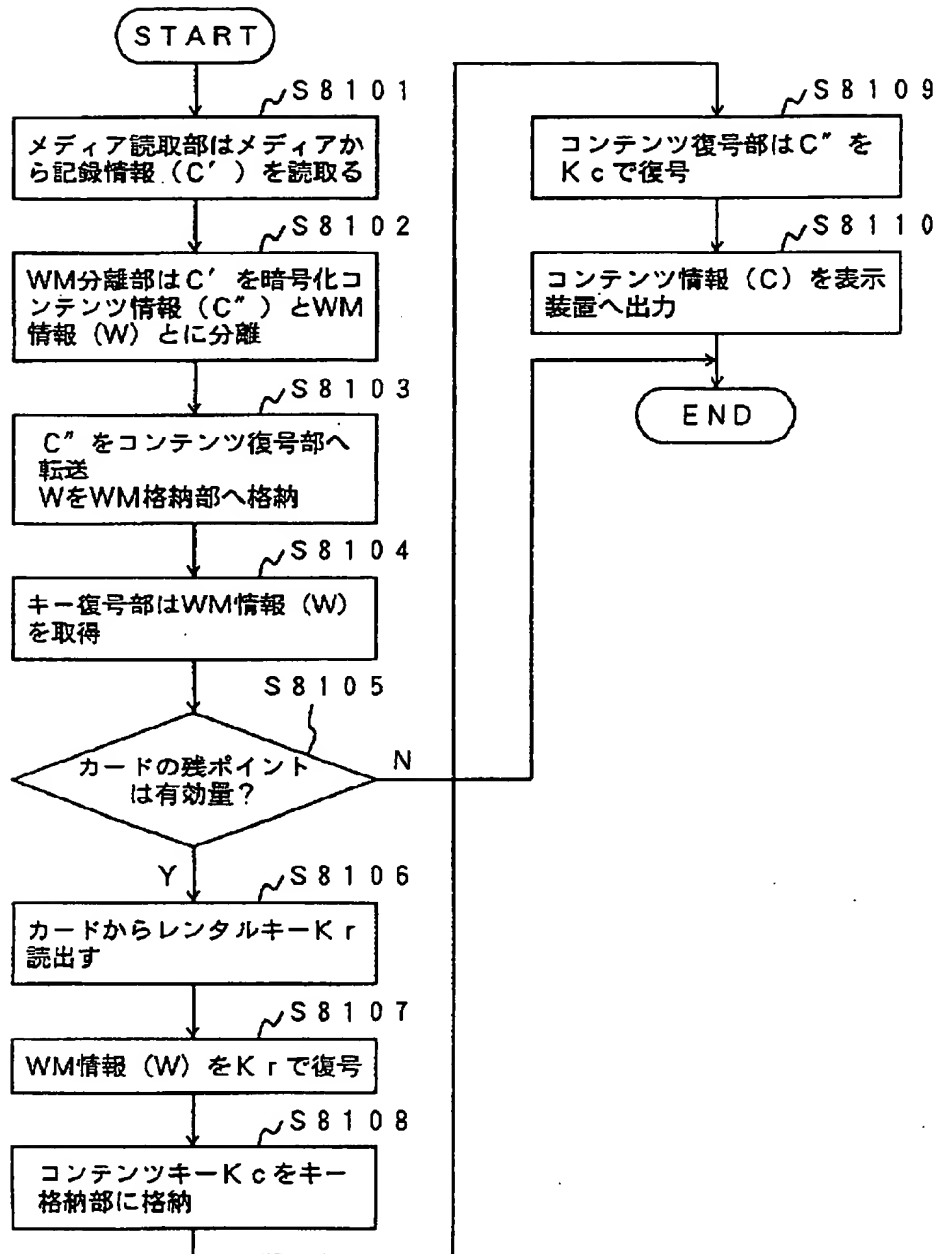 START
S8101
メディア読取部はメディアか
ら記録情報（C′）を読取る
S8102
WM分離部はC′を暗号化コ
ンテンツ情報（C″）とWM
情報（W）とに分離
S8103
C″をコンテンツ復号部へ
転送
WをWM格納部へ格納
S8104
キー復号部はWM情報（W）
を取得
S8105
カードの残ポイント
は有効量？
N
Y
S8106
カードからレンタルキーKr
読出す
S8107
WM情報（W）をKrで復号
S8108
コンテンツキーKcをキー
格納部に格納
S8109
コンテンツ復号部はC″を
Kcで復号
S8110
コンテンツ情報（C）を表示
装置へ出力
END